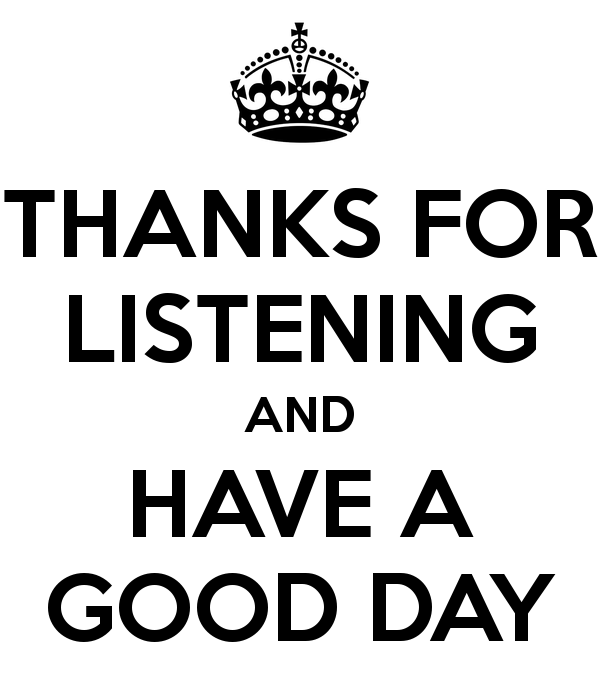 THANKS FOR
LISTENING
AND
HAVE A
GOOD DAY